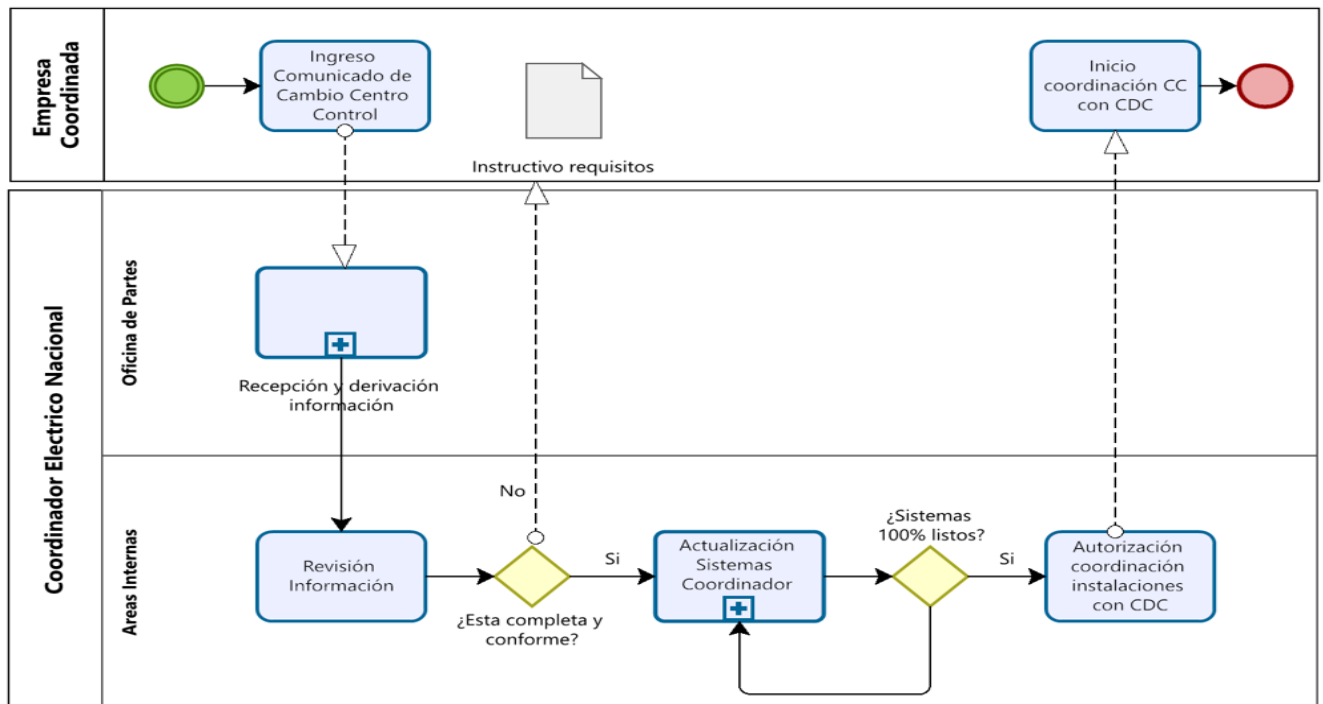 Empresa
Coordinada
Ingreso
Comunicado de
Cambio Centro
Control
Instructivo requisitos
Inicio
coordinación CC
con CDC
Coordinador Electrico Nacional
Oficina de Partes
Recepción y derivación
información
Areas Internas
Revisión
Información
No
¿Esta completa y
conforme?
Si
Actualización
Sistemas
Coordinador
¿Sistemas
100% listos?
Si
Autorización
coordinación
instalaciones
con CDC